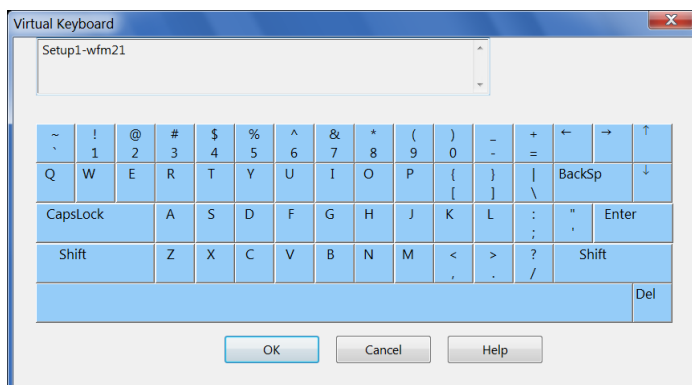 Virtual Keyboard
Setup1-wfm21
~ ! @ # $ % ^ & * ( ) _ + ← → ↑
` 1 2 3 4 5 6 7 8 9 0 - =
Q W E R T Y U I O P { } | BackSp ↓
[ ] \
CapsLock A S D F G H J K L : " Enter
; '
Shift Z X C V B N M < > ? Shift
, . /
Del
OK Cancel Help